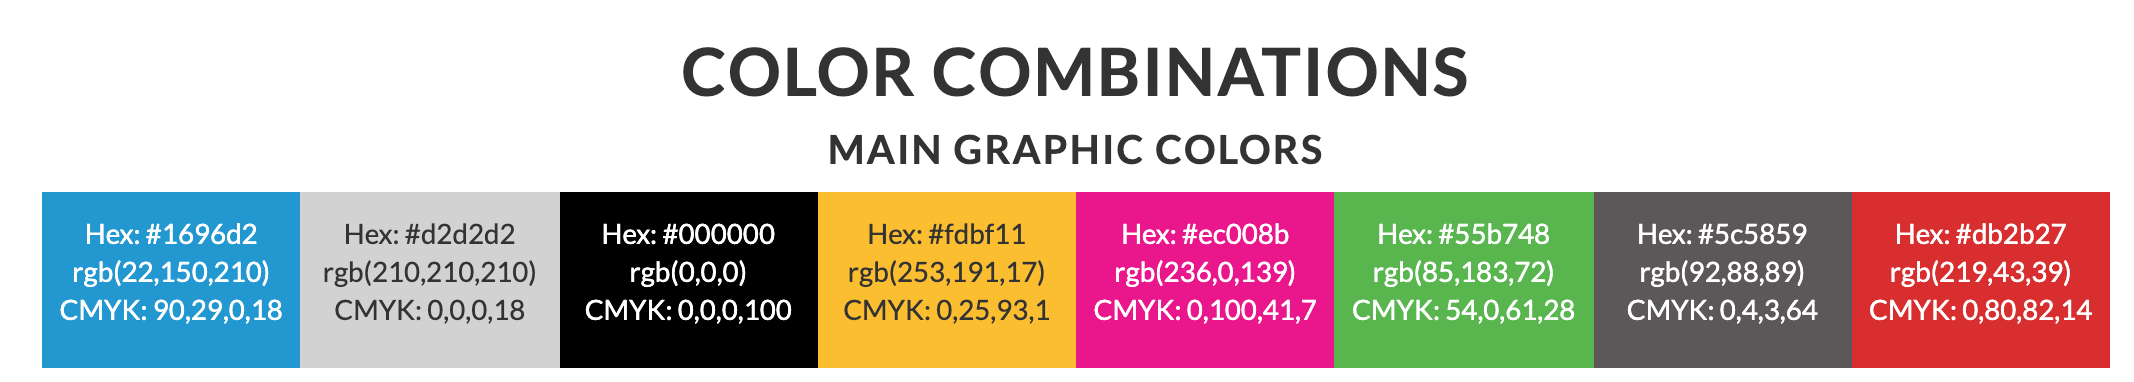 COLOR COMBINATIONS
MAIN GRAPHIC COLORS
Hex: #1696d2
rgb(22,150,210)
CMYK: 90,29,0,18
Hex: #d2d2d2
rgb(210,210,210)
CMYK: 0,0,0,18
Hex: #000000
rgb(0,0,0)
CMYK: 0,0,0,100
Hex: #fdbf11
rgb(253,191,17)
CMYK: 0,25,93,1
Hex: #ec008b
rgb(236,0,139)
CMYK: 0,100,41,7
Hex: #55b748
rgb(85,183,72)
CMYK: 54,0,61,28
Hex: #5c5859
rgb(92,88,89)
CMYK: 0,4,3,64
Hex: #db2b27
rgb(219,43,39)
CMYK: 0,80,82,14